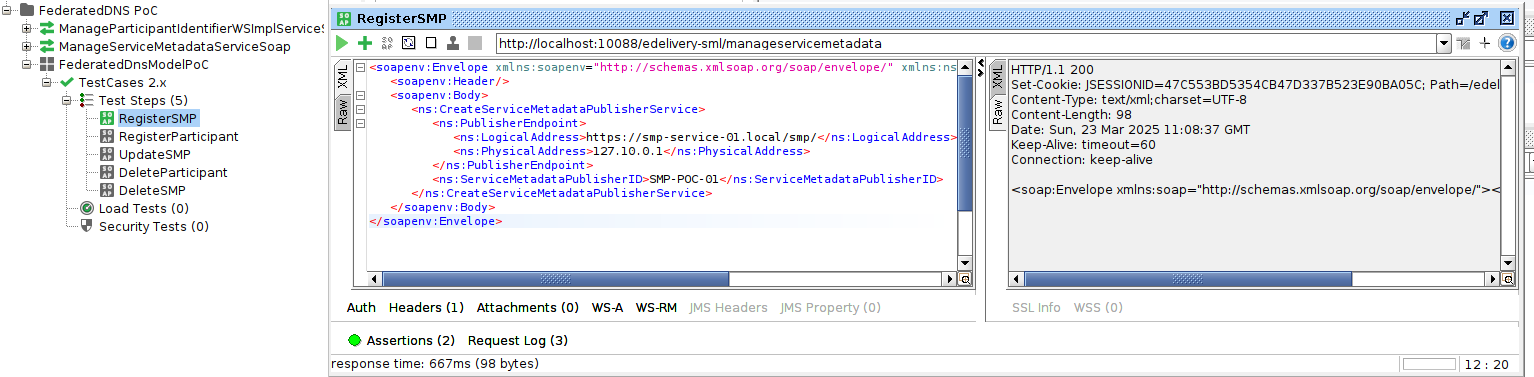 FederatedDNS PoC
ManageParticipantIdentifierWSImplServiceS
ManageServiceMetadataServiceSoap
FederatedDnsModelPoC
TestCases 2.x
Test Steps (5)
RegisterSMP
RegisterParticipant
UpdateSMP
DeleteParticipant
DeleteSMP
Load Tests (0)
Security Tests (0)
RegisterSMP
http://localhost:10088/edelivery-sml/manageservicemetadata
XML
Raw
<soapenv:Envelope xmlns:soapenv="http://schemas.xmlsoap.org/soap/envelope/" xmlns:ns
<soapenv:Header/>
<soapenv:Body>
<ns:CreateServiceMetadataPublisherService>
<ns:PublisherEndpoint>
<ns:LogicalAddress>https://smp-service-01.local/smp/</ns:LogicalAddress>
<ns:PhysicalAddress>127.10.0.1</ns:PhysicalAddress>
</ns:PublisherEndpoint>
<ns:ServiceMetadataPublisherID>SMP-POC-01</ns:ServiceMetadataPublisherID>
</ns:CreateServiceMetadataPublisherService>
</soapenv:Body>
</soapenv:Envelope>
XML
Raw
HTTP/1.1 200
Set-Cookie: JSESSIONID=47C553BD5354CB47D337B523E90BA05C; Path=/edel
Content-Type: text/xml;charset=UTF-8
Content-Length: 98
Date: Sun, 23 Mar 2025 11:08:37 GMT
Keep-Alive: timeout=60
Connection: keep-alive
<soap:Envelope xmlns:soap="http://schemas.xmlsoap.org/soap/envelope/"><
Auth Headers (1) Attachments (0) WS-A WS-RM JMS Headers JMS Property (0)
SSL Info WSS (0)
Assertions (2) Request Log (3)
response time: 667ms (98 bytes)
12 : 20